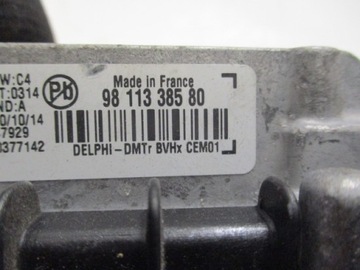 W:C4
T:0314
ND:A
0/10/14
7929
0377142
Pb
Made in France
98 113 385 80
DELPHI-DMTr BVHx CEM01